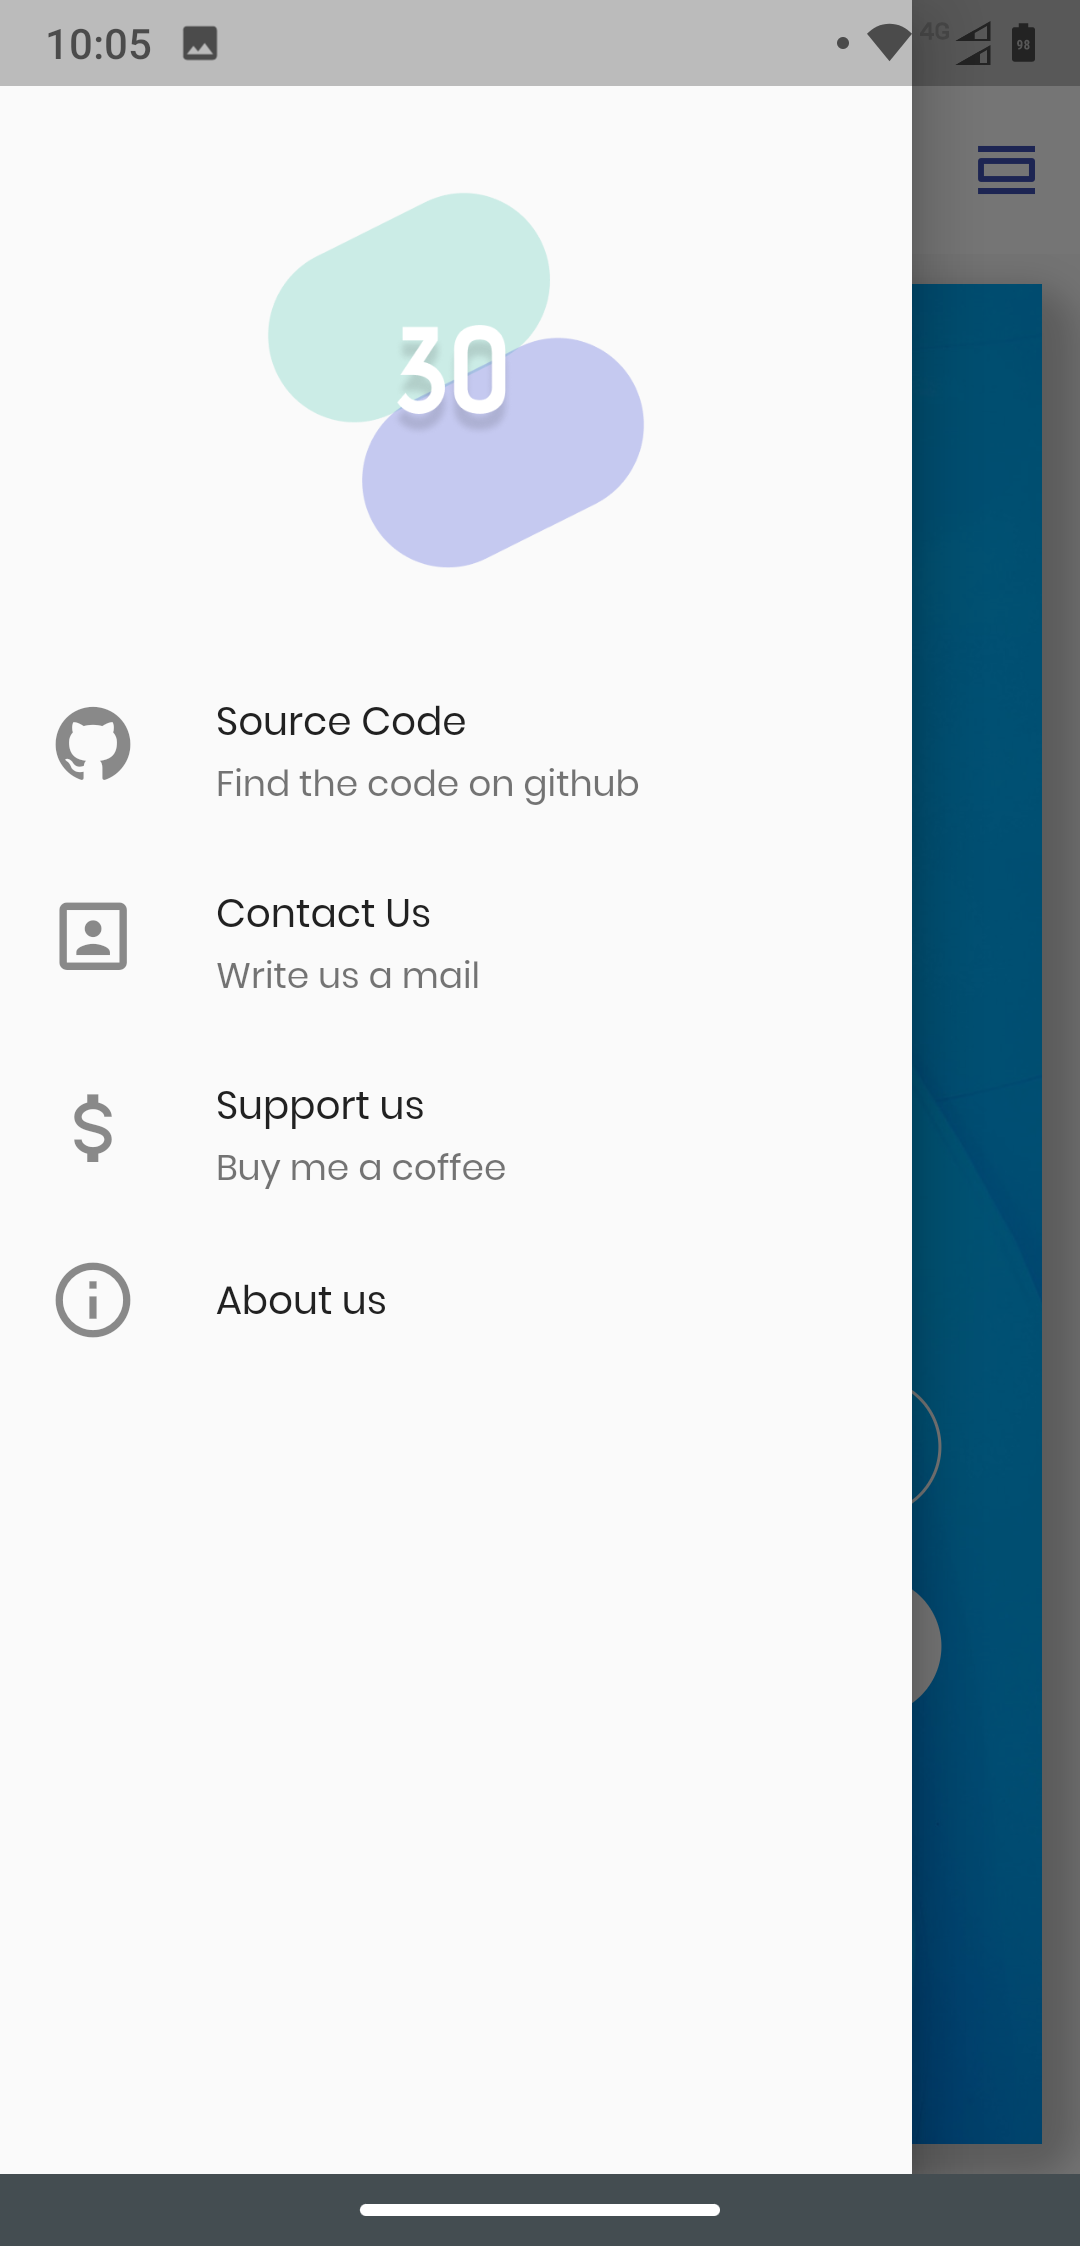 10:05
4G
98
30
Source Code
Find the code on github
Contact Us
Write us a mail
Support us
Buy me a coffee
About us